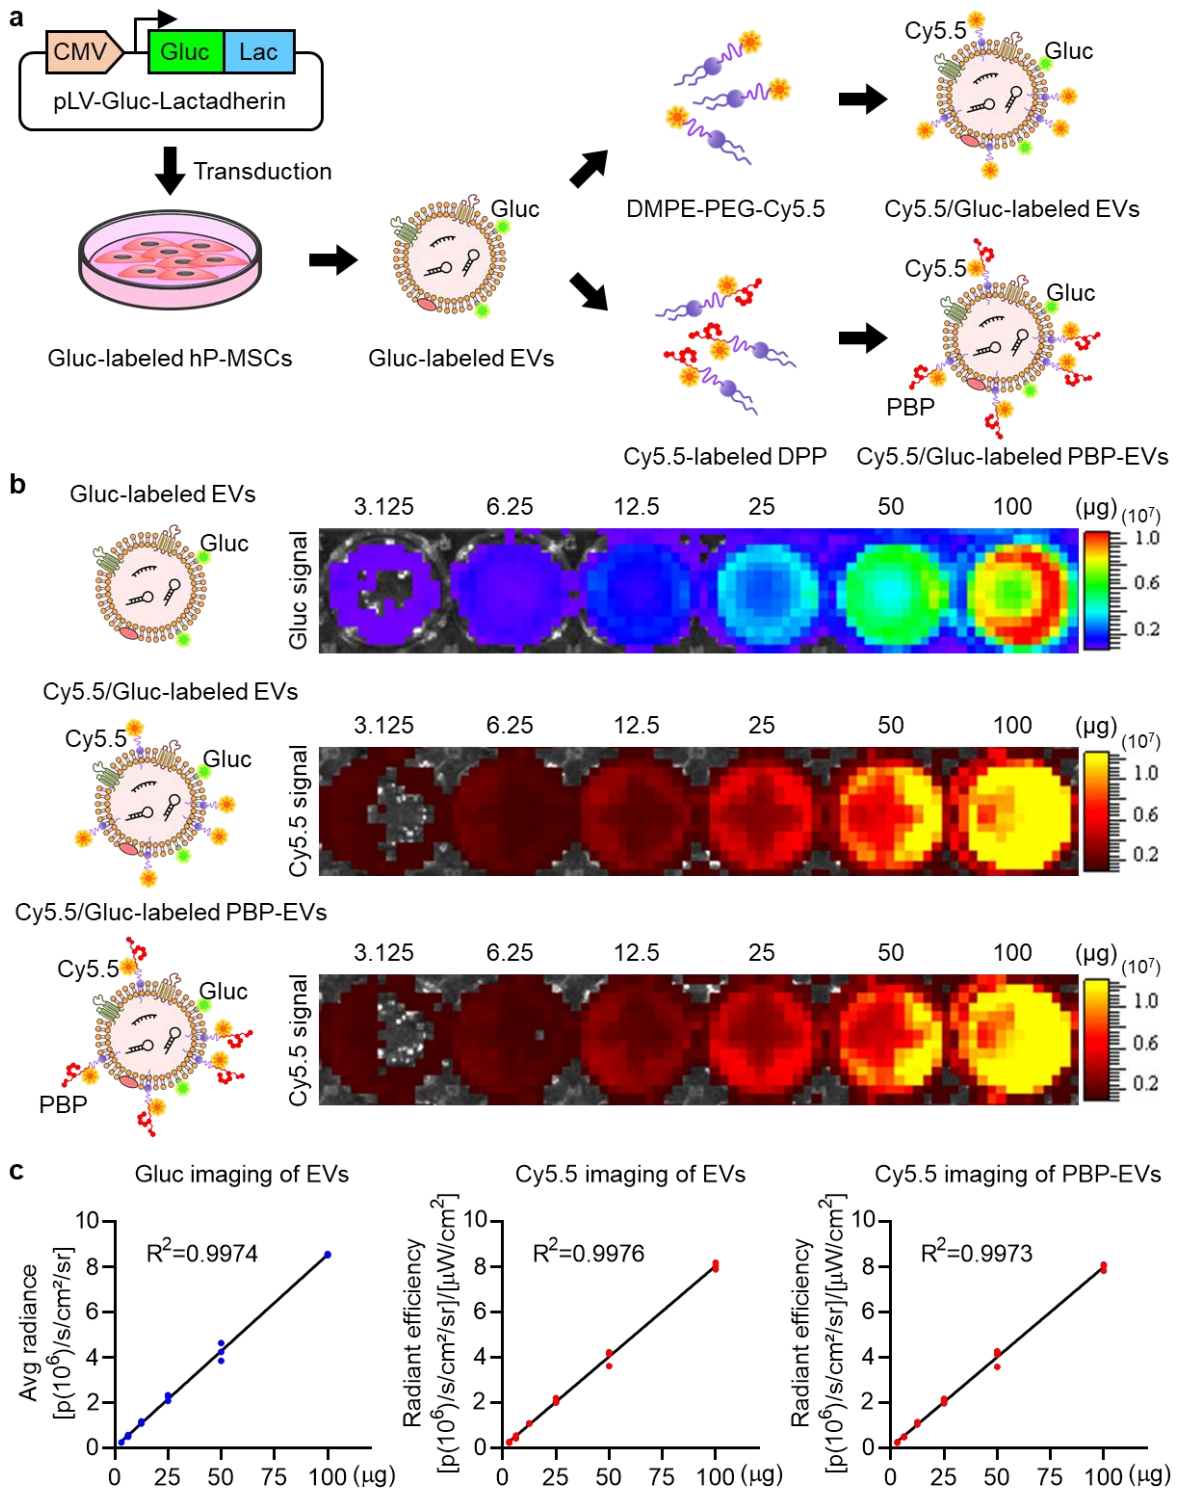 a
CMV Gluc Lac
pLV-Gluc-Lactadherin
Transduction
Gluc-labeled hP-MSCs
Gluc
Gluc-labeled EVs
DMPE-PEG-Cy5.5
Cy5.5
Gluc
Cy5.5/Gluc-labeled EVs
Cy5.5-labeled DPP
Cy5.5
Gluc
PBP
Cy5.5/Gluc-labeled PBP-EVs
b
Gluc-labeled EVs
Gluc
3.125 6.25 12.5 25 50 100 (µg)
Gluc signal
(10⁷)
1.0
0.6
0.2
Cy5.5/Gluc-labeled EVs
Cy5.5
Gluc
3.125 6.25 12.5 25 50 100 (µg)
Cy5.5 signal
(10⁷)
1.0
0.6
0.2
Cy5.5/Gluc-labeled PBP-EVs
Cy5.5
Gluc
PBP
3.125 6.25 12.5 25 50 100 (µg)
Cy5.5 signal
(10⁷)
1.0
0.6
0.2
c
Gluc imaging of EVs
Avg radiance
[p(10⁶)/s/cm²/sr]
R²=0.9974
10
8
6
4
2
0
0 25 50 75 100 (µg)
Cy5.5 imaging of EVs
Radiant efficiency
[p(10⁶)/s/cm²/sr]/[µW/cm²]
R²=0.9976
10
8
6
4
2
0
0 25 50 75 100 (µg)
Cy5.5 imaging of PBP-EVs
Radiant efficiency
[p(10⁶)/s/cm²/sr]/[µW/cm²]
R²=0.9973
10
8
6
4
2
0
0 25 50 75 100 (µg)